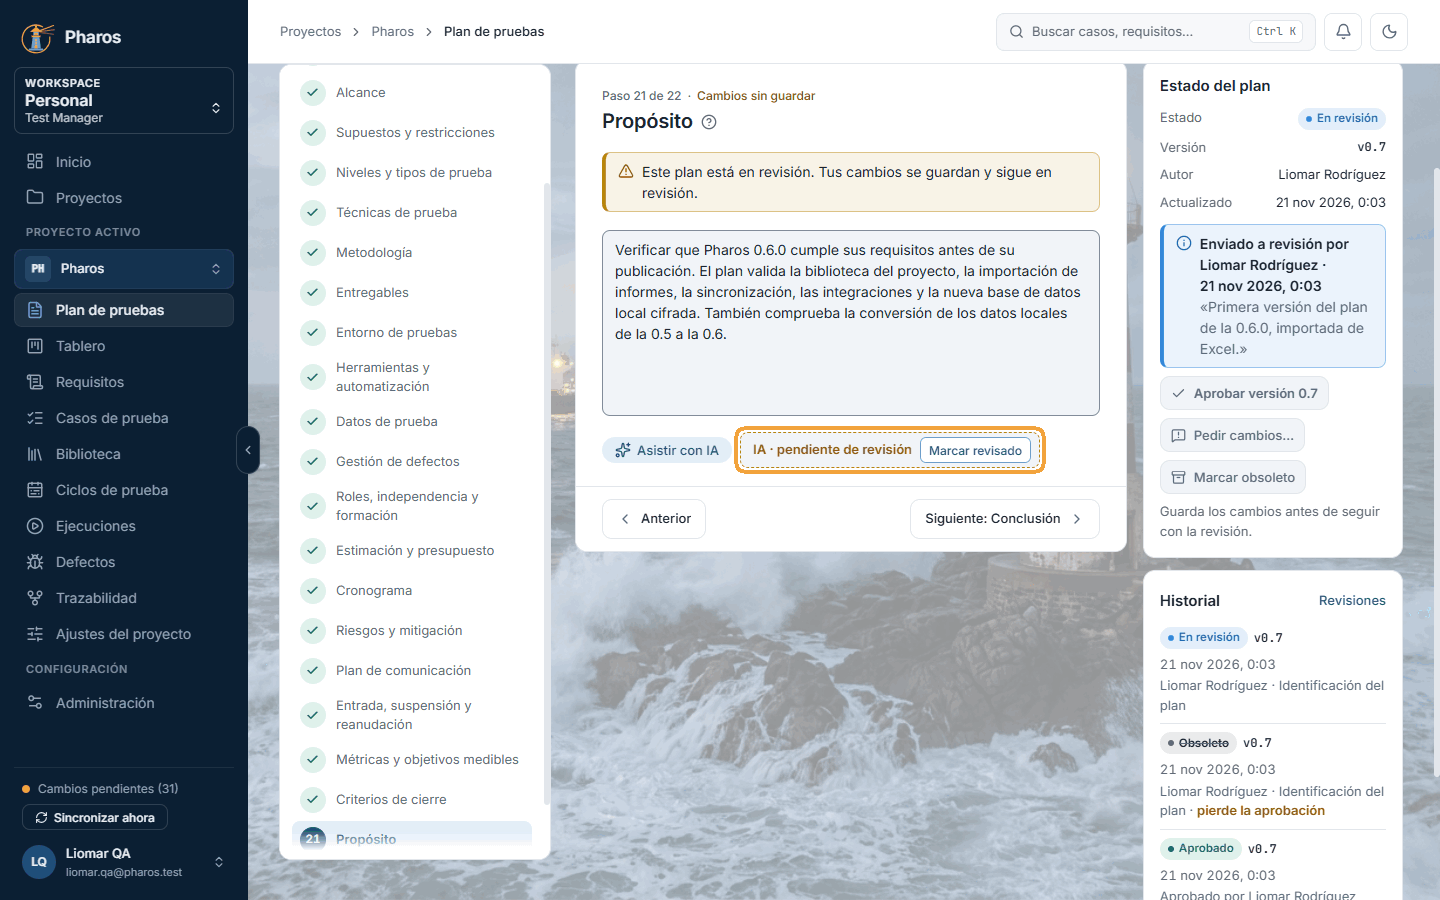 Pharos
WORKSPACE
Personal
Test Manager
Inicio
Proyectos
PROYECTO ACTIVO
PH Pharos
Plan de pruebas
Tablero
Requisitos
Casos de prueba
Biblioteca
Ciclos de prueba
Ejecuciones
Defectos
Trazabilidad
Ajustes del proyecto
CONFIGURACIÓN
Administración
Cambios pendientes (31)
Sincronizar ahora
LQ
Liomar QA
liomar.qa@pharos.test
Proyectos > Pharos > Plan de pruebas
Buscar casos, requisitos... Ctrl K
Alcance
Supuestos y restricciones
Niveles y tipos de prueba
Técnicas de prueba
Metodología
Entregables
Entorno de pruebas
Herramientas y
automatización
Datos de prueba
Gestión de defectos
Roles, independencia y
formación
Estimación y presupuesto
Cronograma
Riesgos y mitigación
Plan de comunicación
Entrada, suspensión y
reanudación
Métricas y objetivos medibles
Criterios de cierre
21 Propósito
Paso 21 de 22 · Cambios sin guardar
Propósito
Este plan está en revisión. Tus cambios se guardan y sigue en
revisión.
Verificar que Pharos 0.6.0 cumple sus requisitos antes de su
publicación. El plan valida la biblioteca del proyecto, la importación de
informes, la sincronización, las integraciones y la nueva base de datos
local cifrada. También comprueba la conversión de los datos locales
de la 0.5 a la 0.6.
Asistir con IA
IA · pendiente de revisión Marcar revisado
Anterior
Siguiente: Conclusión
Estado del plan
Estado En revisión
Versión v0.7
Autor Liomar Rodríguez
Actualizado 21 nov 2026, 0:03
Enviado a revisión por
Liomar Rodríguez ·
21 nov 2026, 0:03
«Primera versión del plan
de la 0.6.0, importada de
Excel.»
Aprobar versión 0.7
Pedir cambios...
Marcar obsoleto
Guarda los cambios antes de seguir
con la revisión.
Historial Revisiones
En revisión v0.7
21 nov 2026, 0:03
Liomar Rodríguez · Identificación del
plan
Obsoleto v0.7
21 nov 2026, 0:03
Liomar Rodríguez · Identificación del
plan · pierde la aprobación
Aprobado v0.7
21 nov 2026, 0:03
Aprobado por Liomar Rodríguez